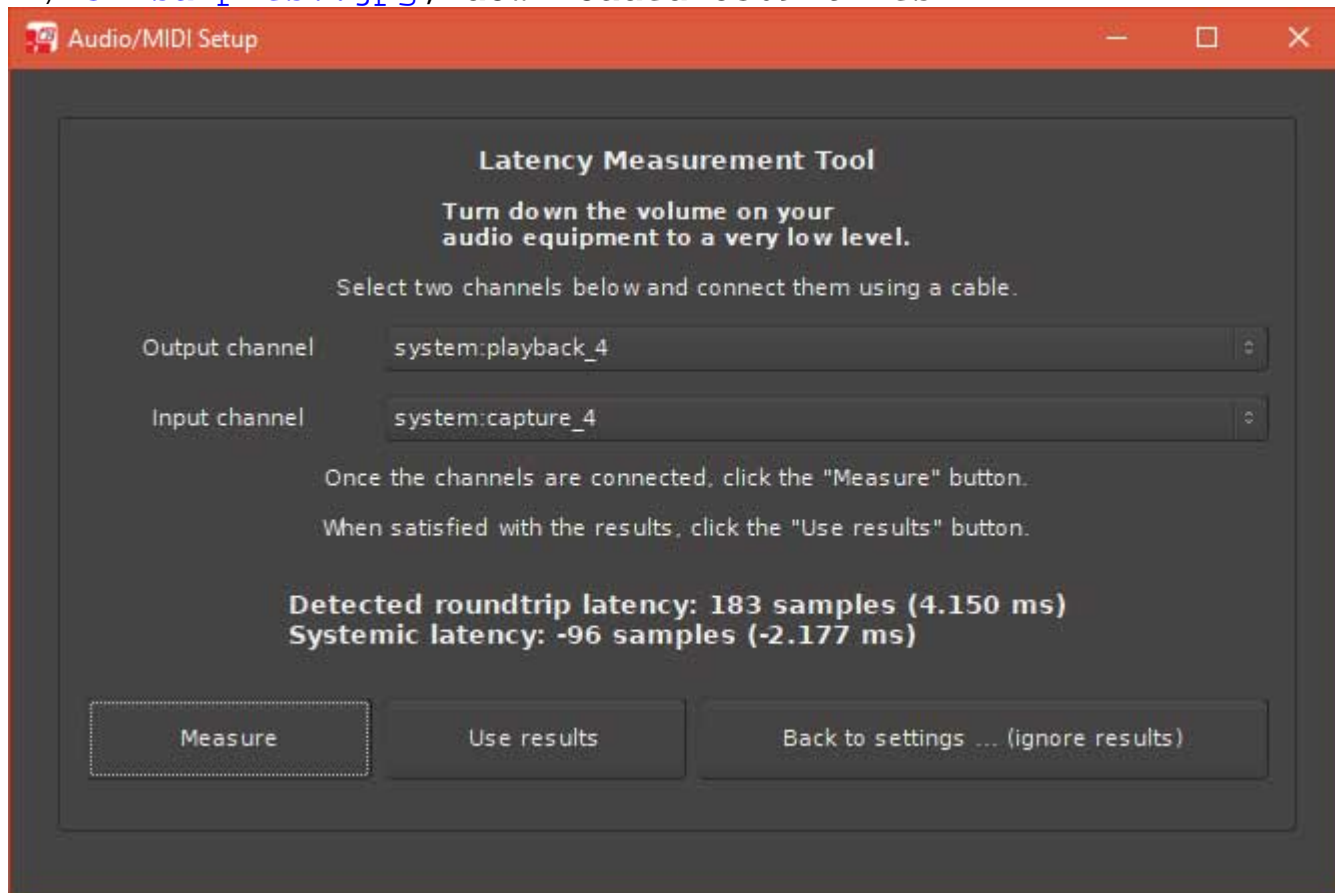 Audio/MIDI Setup
Latency Measurement Tool
Turn down the volume on your
audio equipment to a very low level.
Select two channels below and connect them using a cable.
Output channel system:playback_4
Input channel system:capture_4
Once the channels are connected, click the "Measure" button.
When satisfied with the results, click the "Use results" button.
Detected roundtrip latency: 183 samples (4.150 ms)
Systemic latency: -96 samples (-2.177 ms)
Measure Use results Back to settings ... (ignore results)